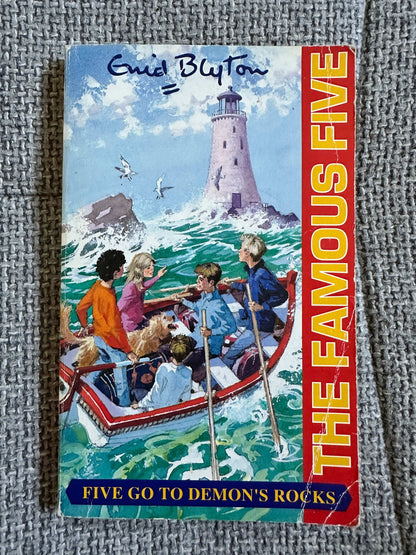 Enid Blyton
THE FAMOUS FIVE
FIVE GO TO DEMON'S ROCKS